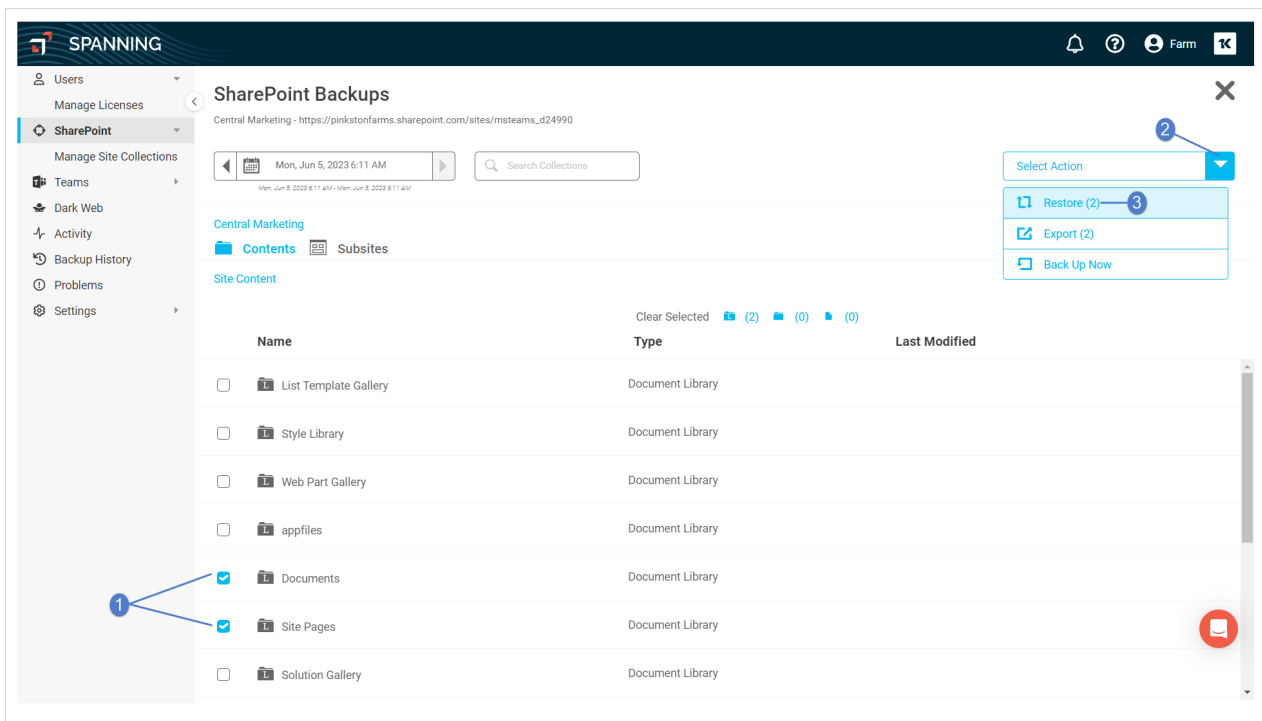 SPANNING
Farm
Users
Manage Licenses
SharePoint
Manage Site Collections
Teams
Dark Web
Activity
Backup History
Problems
Settings
SharePoint Backups
Central Marketing - https://pinkstonfarms.sharepoint.com/sites/msteams_d24990
Mon, Jun 5, 2023 6:11 AM
Search Collections
Mon, Jun 5, 2023 6:11 AM - Mon, Jun 5, 2023 6:11 AM
2
Select Action
Restore (2)
3
Export (2)
Back Up Now
Central Marketing
Contents Subsites
Site Content
Clear Selected L (2) (0) (0)
Name Type Last Modified
L List Template Gallery Document Library
L Style Library Document Library
L Web Part Gallery Document Library
L appfiles Document Library
L Documents Document Library
1
L Site Pages Document Library
L Solution Gallery Document Library